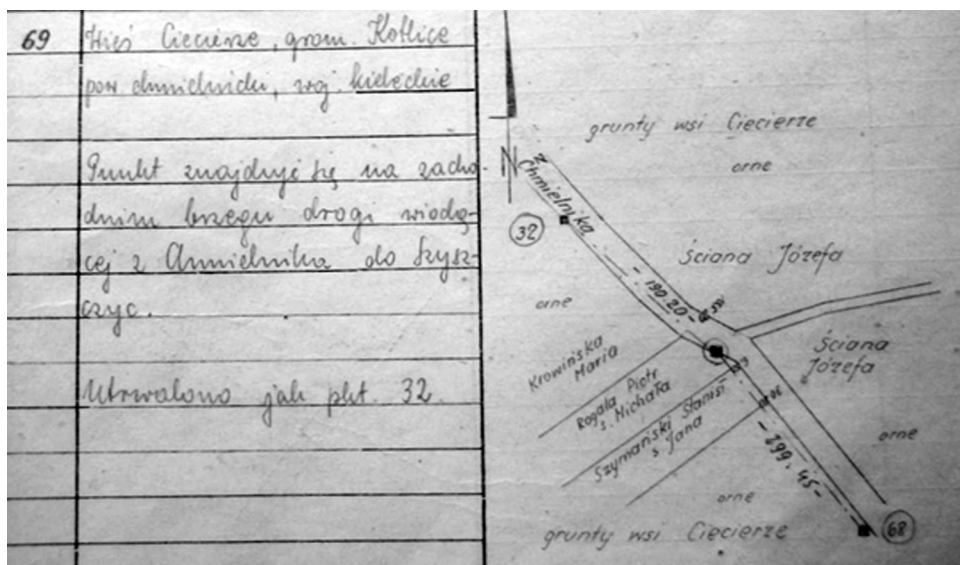 69
Wieś Ciecierze, grom. Kotlice
pow chmielnicki, woj. kieleckie
Punkt znajduje się na zacho-
dnim brzegu drogi wiodą-
cej z Chmielnika do Szysz-
czyc.
Utrwalono jak pkt. 32.
grunty wsi Ciecierze
orne
N
z Chmielnika
32
Ściana Józefa
190.20
orne
Krowińska
Maria
Rogala Piotr
s. Michała
Szymański Stanisł
s Jana
Ściana
Józefa
299.45
orne
orne
grunty wsi Ciecierze
68